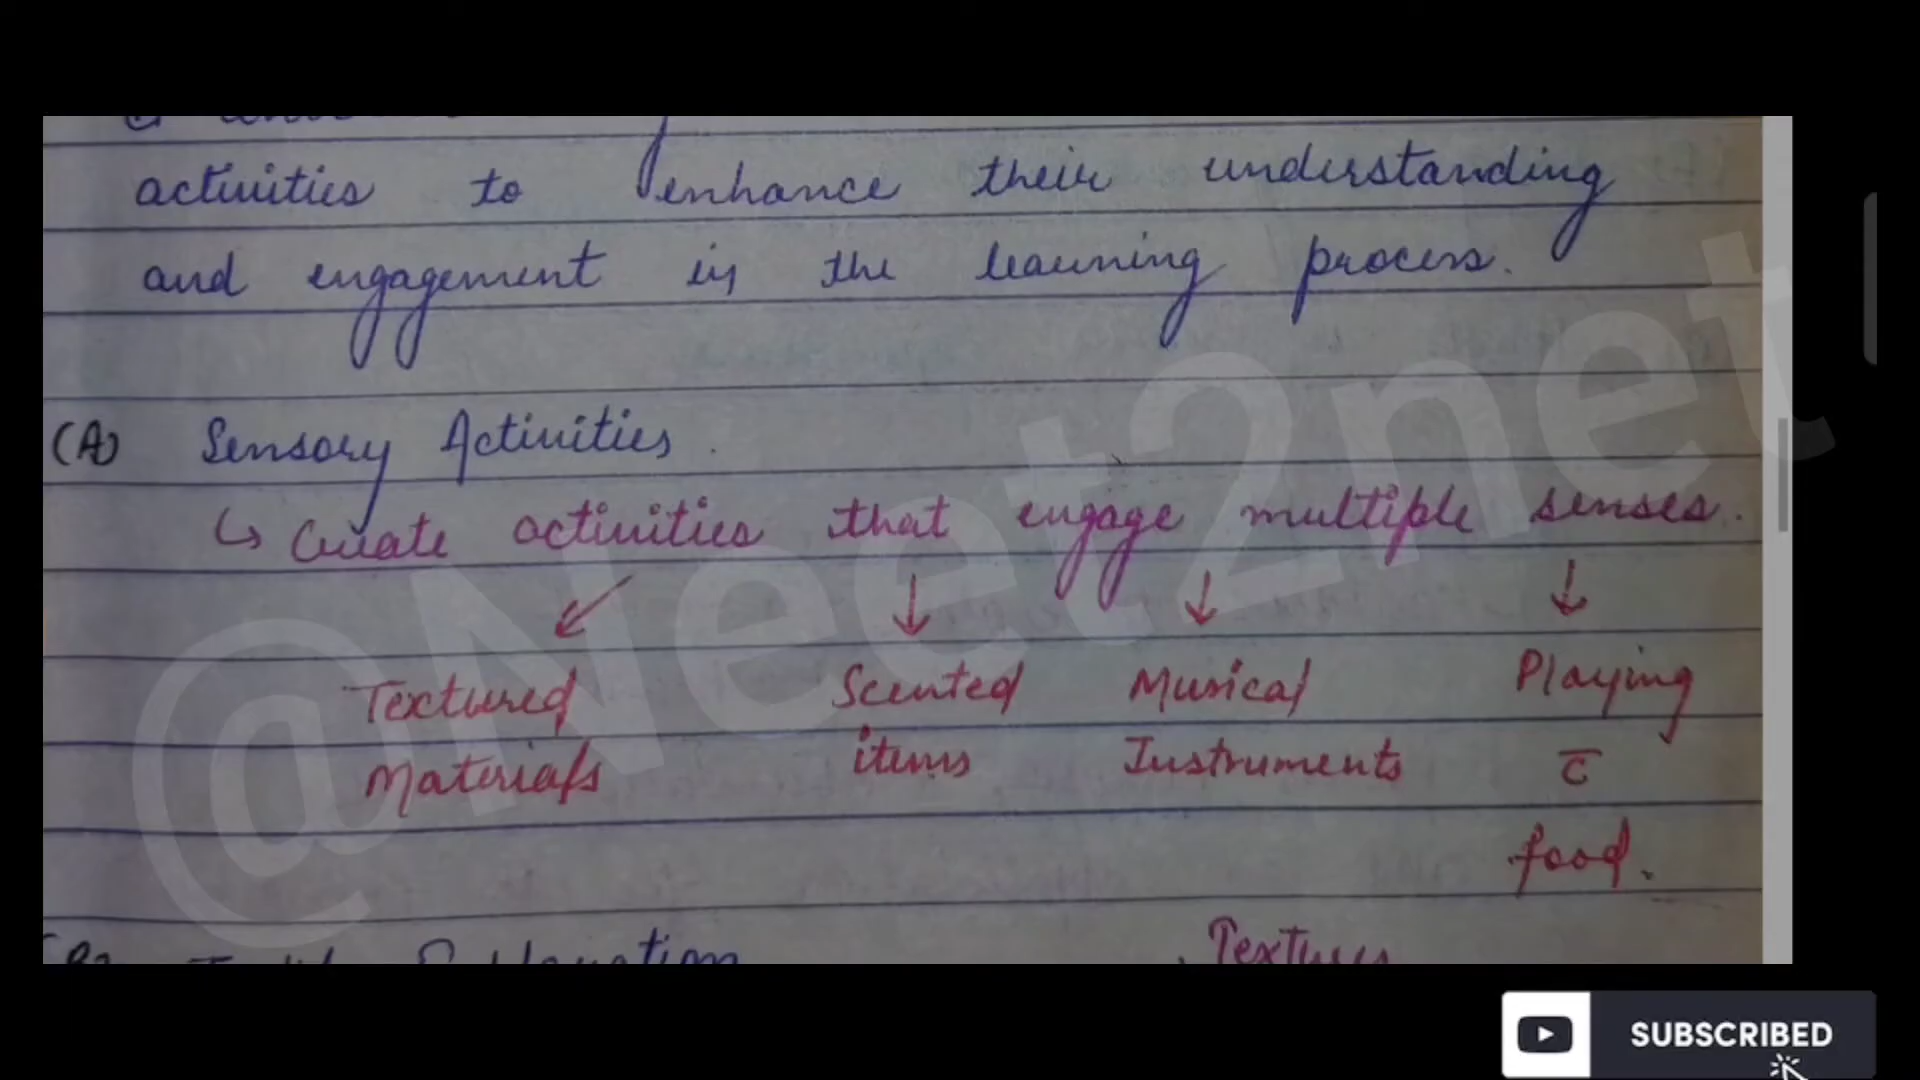 activities to enhance their understanding
and engagement in the learning process.
(A) Sensory Activities.
↳ Create activities that engage multiple senses.
Textured Scented Musical Playing
Materials items Instruments c̄
food.
Textures
@Neet2net
SUBSCRIBED